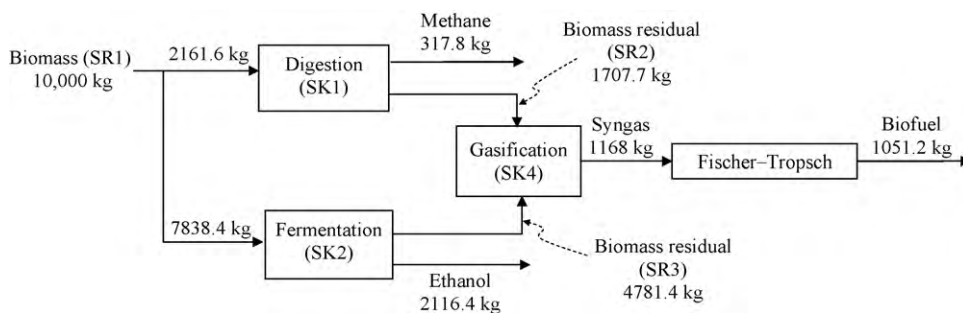 Biomass (SR1)
10,000 kg
2161.6 kg
Digestion
(SK1)
Methane
317.8 kg
Biomass residual
(SR2)
1707.7 kg
Gasification
(SK4)
Syngas
1168 kg
Fischer–Tropsch
Biofuel
1051.2 kg
7838.4 kg
Fermentation
(SK2)
Ethanol
2116.4 kg
Biomass residual
(SR3)
4781.4 kg